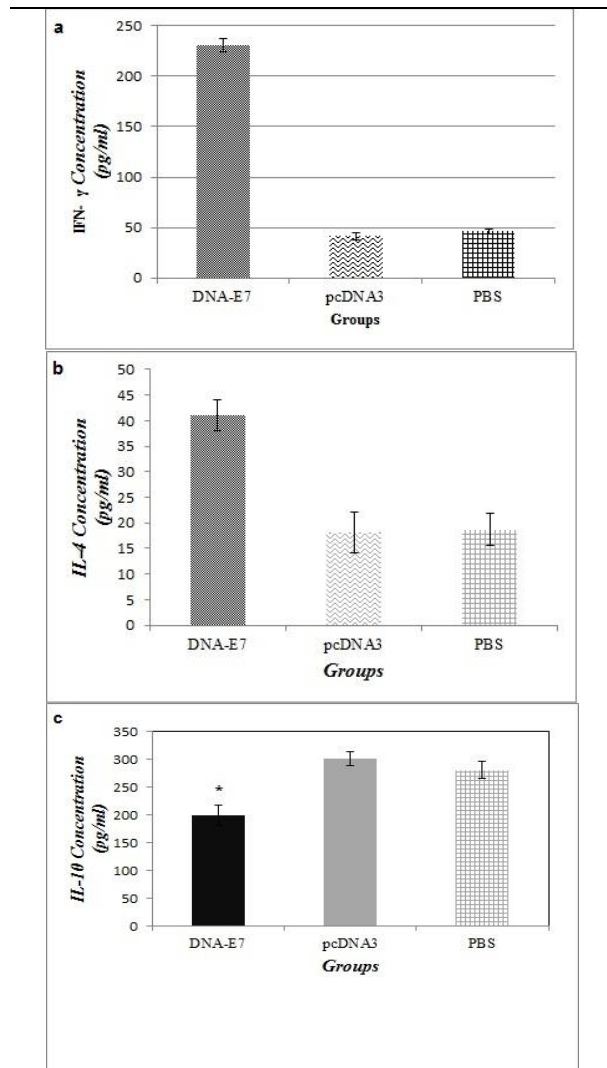 a
IFN- γ Concentration
(pg/ml)
250
200
150
100
50
0
DNA-E7 pcDNA3 PBS
Groups
b
IL-4 Concentration
(pg/ml)
50
45
40
35
30
25
20
15
10
5
0
DNA-E7 pcDNA3 PBS
Groups
c
IL-10 Concentration
(pg/ml)
350
300
250
200
150
100
50
0
*
DNA-E7 pcDNA3 PBS
Groups